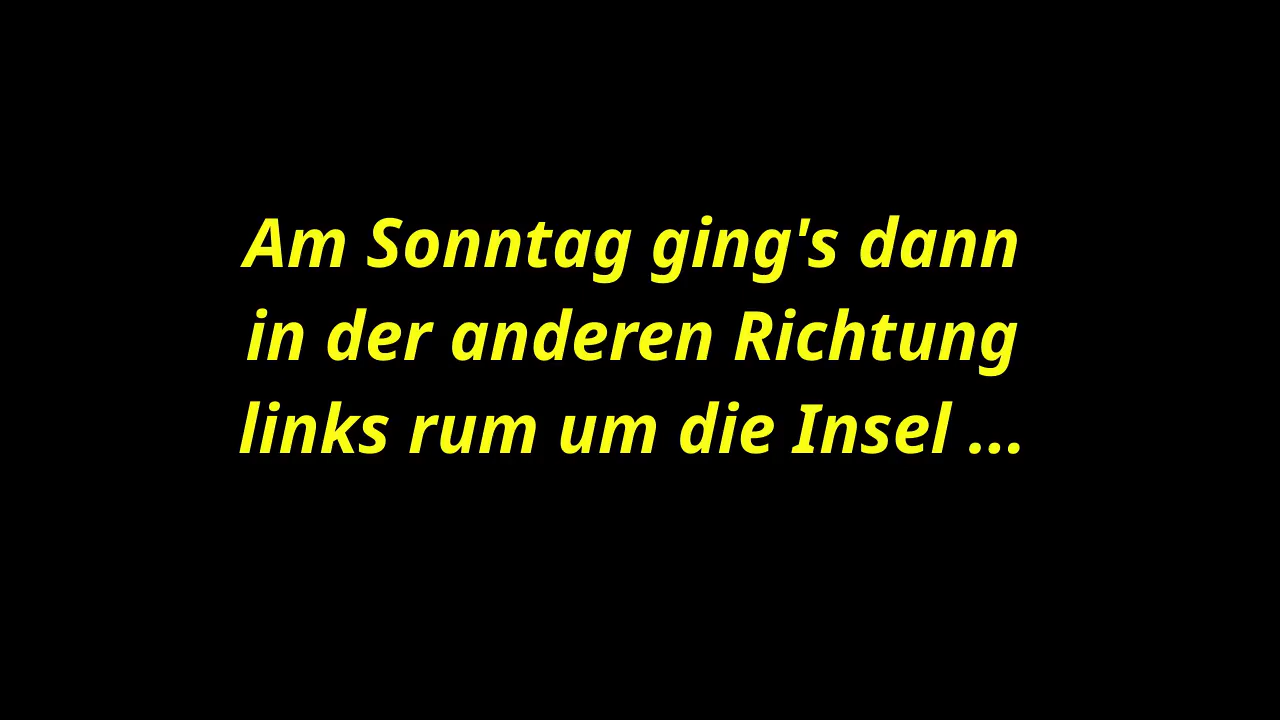 Am Sonntag ging's dann
in der anderen Richtung
links rum um die Insel ...